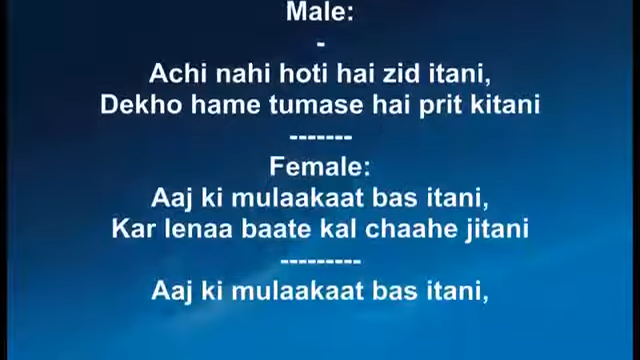 Male:
-
Achi nahi hoti hai zid itani,
Dekho hame tumase hai prit kitani
-------
Female:
Aaj ki mulaakaat bas itani,
Kar lenaa baate kal chaahe jitani
---------
Aaj ki mulaakaat bas itani,